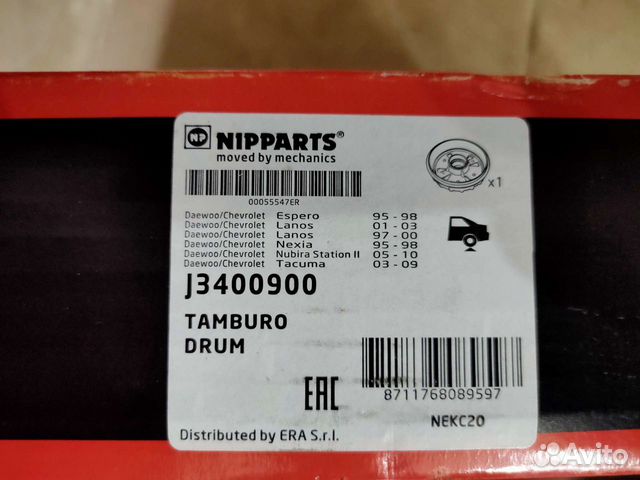 NP NIPPARTS®
moved by mechanics
00055547ER
x1
Daewoo/Chevrolet Espero 95 - 98
Daewoo/Chevrolet Lanos 01 - 03
Daewoo/Chevrolet Lanos 97 - 00
Daewoo/Chevrolet Nexia 95 - 98
Daewoo/Chevrolet Nubira Station II 05 - 10
Daewoo/Chevrolet Tacuma 03 - 09
J3400900
TAMBURO
DRUM
EAC
8711768089597
NEKC20
Distributed by ERA S.r.l.
Avito